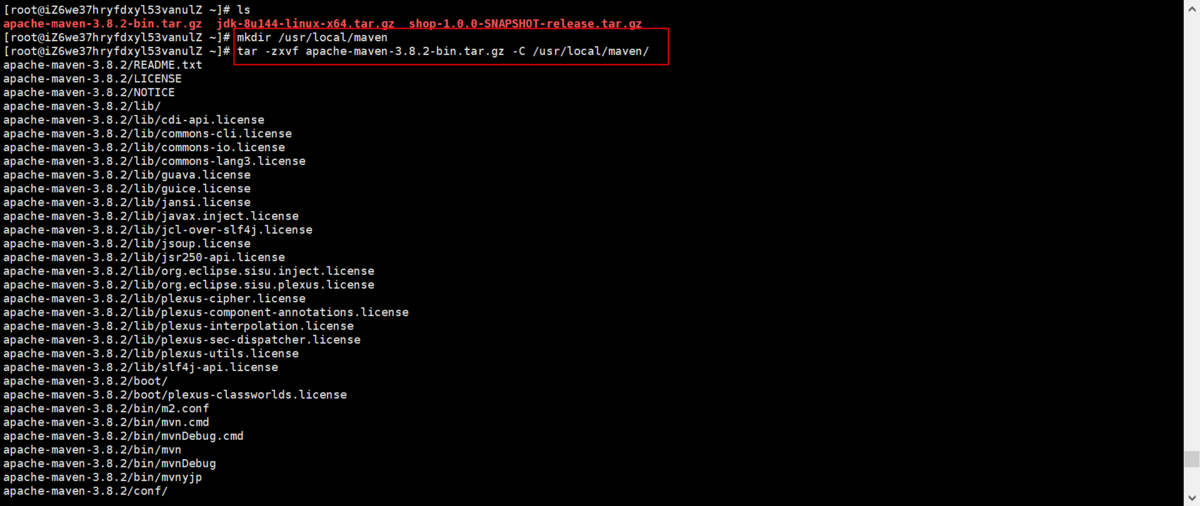 [root@iZ6we37hryfdxyl53vanulZ ~]# ls
apache-maven-3.8.2-bin.tar.gz  jdk-8u144-linux-x64.tar.gz  shop-1.0.0-SNAPSHOT-release.tar.gz
[root@iZ6we37hryfdxyl53vanulZ ~]# mkdir /usr/local/maven
[root@iZ6we37hryfdxyl53vanulZ ~]# tar -zxvf apache-maven-3.8.2-bin.tar.gz -C /usr/local/maven/
apache-maven-3.8.2/README.txt
apache-maven-3.8.2/LICENSE
apache-maven-3.8.2/NOTICE
apache-maven-3.8.2/lib/
apache-maven-3.8.2/lib/cdi-api.license
apache-maven-3.8.2/lib/commons-cli.license
apache-maven-3.8.2/lib/commons-io.license
apache-maven-3.8.2/lib/commons-lang3.license
apache-maven-3.8.2/lib/guava.license
apache-maven-3.8.2/lib/guice.license
apache-maven-3.8.2/lib/jansi.license
apache-maven-3.8.2/lib/javax.inject.license
apache-maven-3.8.2/lib/jcl-over-slf4j.license
apache-maven-3.8.2/lib/jsoup.license
apache-maven-3.8.2/lib/jsr250-api.license
apache-maven-3.8.2/lib/org.eclipse.sisu.inject.license
apache-maven-3.8.2/lib/org.eclipse.sisu.plexus.license
apache-maven-3.8.2/lib/plexus-cipher.license
apache-maven-3.8.2/lib/plexus-component-annotations.license
apache-maven-3.8.2/lib/plexus-interpolation.license
apache-maven-3.8.2/lib/plexus-sec-dispatcher.license
apache-maven-3.8.2/lib/plexus-utils.license
apache-maven-3.8.2/lib/slf4j-api.license
apache-maven-3.8.2/boot/
apache-maven-3.8.2/boot/plexus-classworlds.license
apache-maven-3.8.2/bin/m2.conf
apache-maven-3.8.2/bin/mvn.cmd
apache-maven-3.8.2/bin/mvnDebug.cmd
apache-maven-3.8.2/bin/mvn
apache-maven-3.8.2/bin/mvnDebug
apache-maven-3.8.2/bin/mvnyjp
apache-maven-3.8.2/conf/